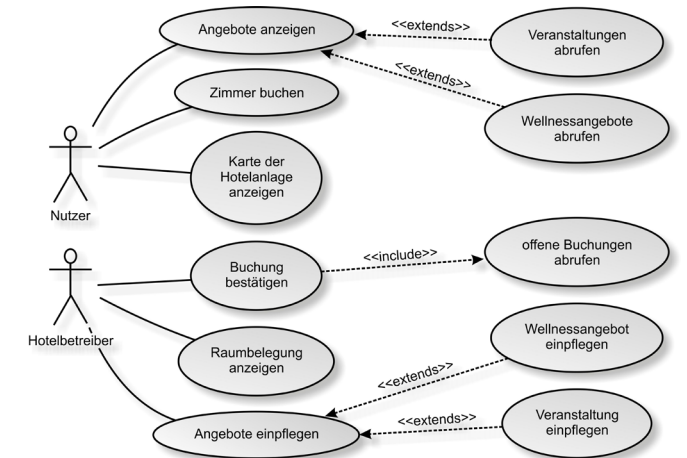 Angebote anzeigen
<<extends>>
Veranstaltungen
abrufen
<<extends>>
Zimmer buchen
Wellnessangebote
abrufen
Karte der
Hotelanlage
anzeigen
Nutzer
Buchung
bestätigen
<<include>>
offene Buchungen
abrufen
Hotelbetreiber
Raumbelegung
anzeigen
Wellnessangebot
einpflegen
<<extends>>
Angebote einpflegen
<<extends>>
Veranstaltung
einpflegen